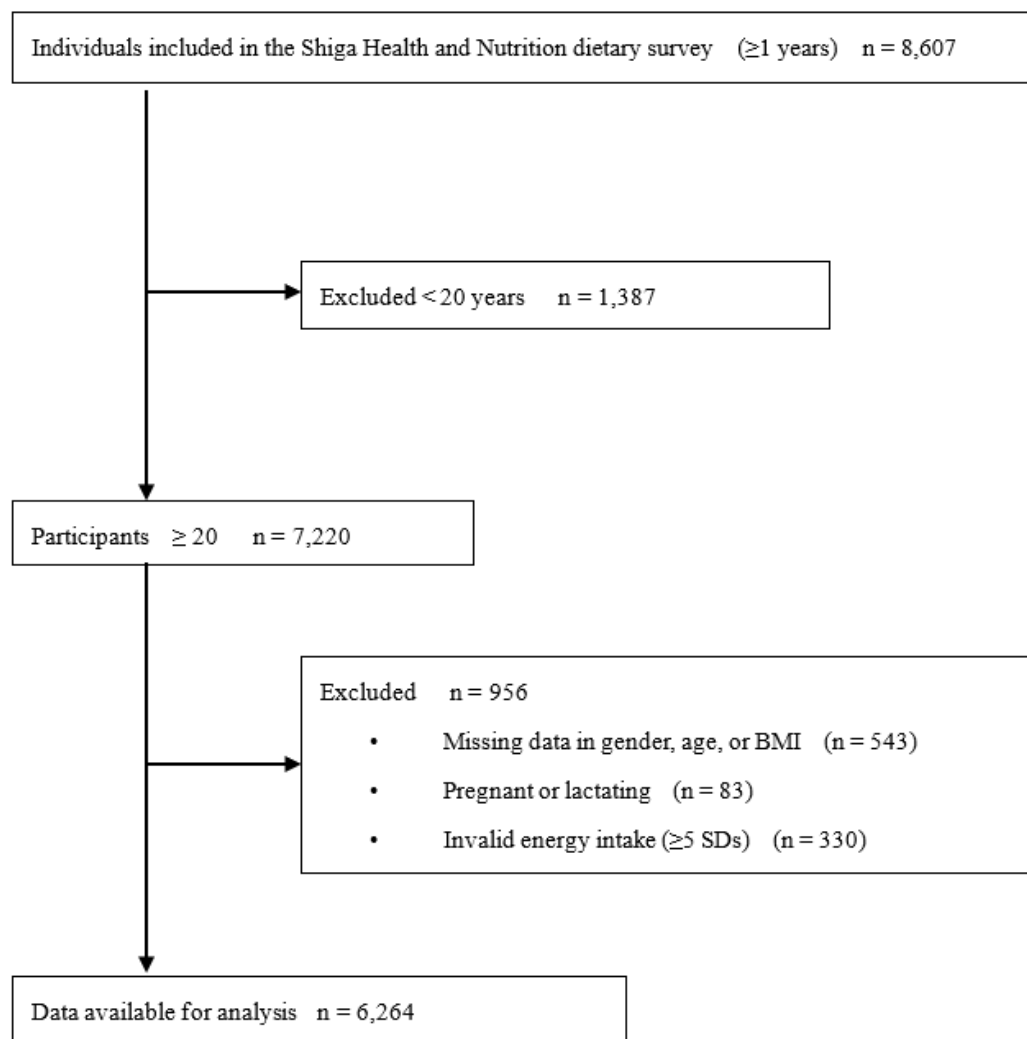 Individuals included in the Shiga Health and Nutrition dietary survey (≥1 years) n = 8,607
Excluded < 20 years n = 1,387
Participants ≥ 20 n = 7,220
Excluded n = 956
• Missing data in gender, age, or BMI (n = 543)
• Pregnant or lactating (n = 83)
• Invalid energy intake (≥5 SDs) (n = 330)
Data available for analysis n = 6,264